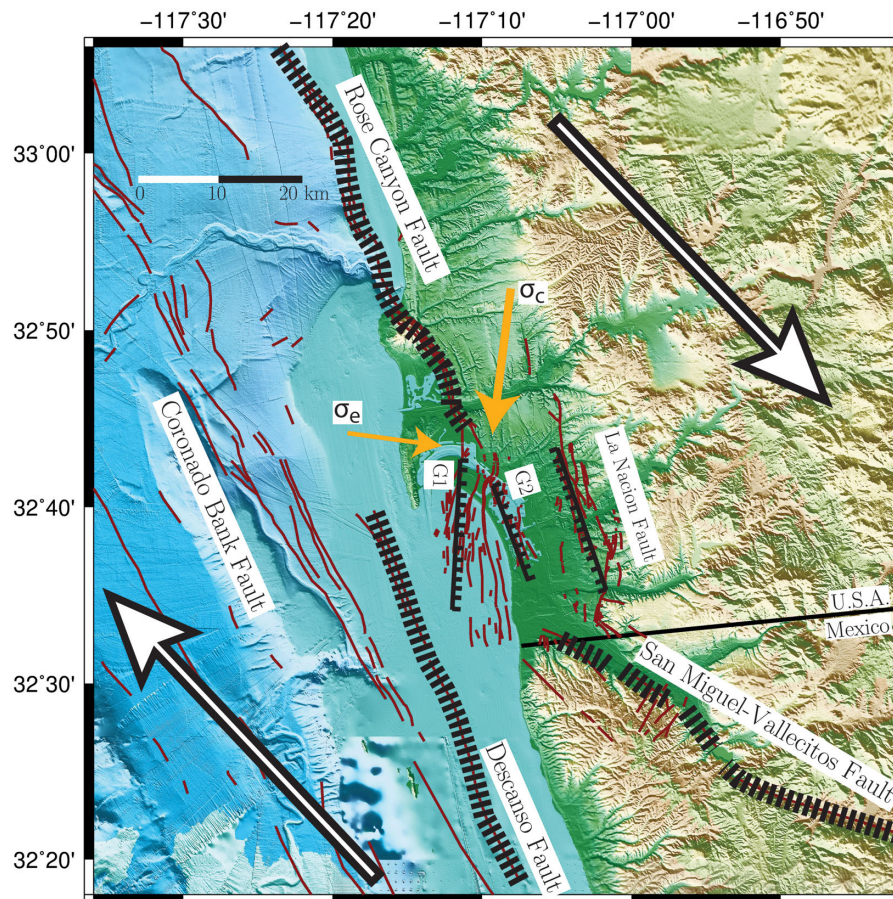 −117°30' −117°20' −117°10' −117°00' −116°50'
33°00'
32°50'
32°40'
32°30'
32°20'
0 10 20 km
Rose Canyon Fault
σc
σe
G1
G2
La Nacion Fault
Coronado Bank Fault
U.S.A.
Mexico
San Miguel-Vallecitos Fault
Descanso Fault